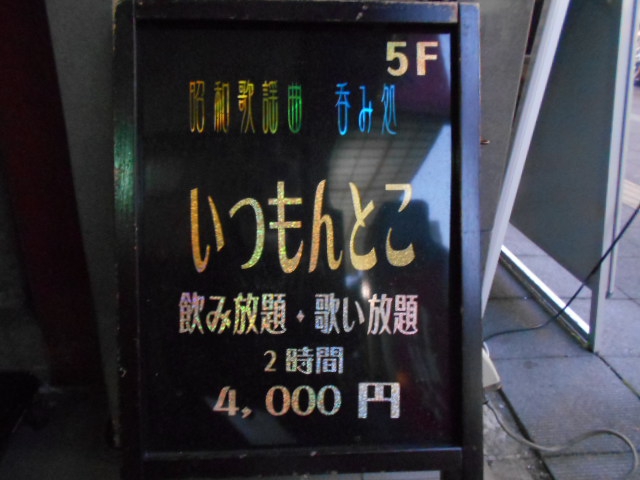 5F
昭和歌謡曲 呑み処
いつもんとこ
飲み放題・歌い放題
2時間
4,000円